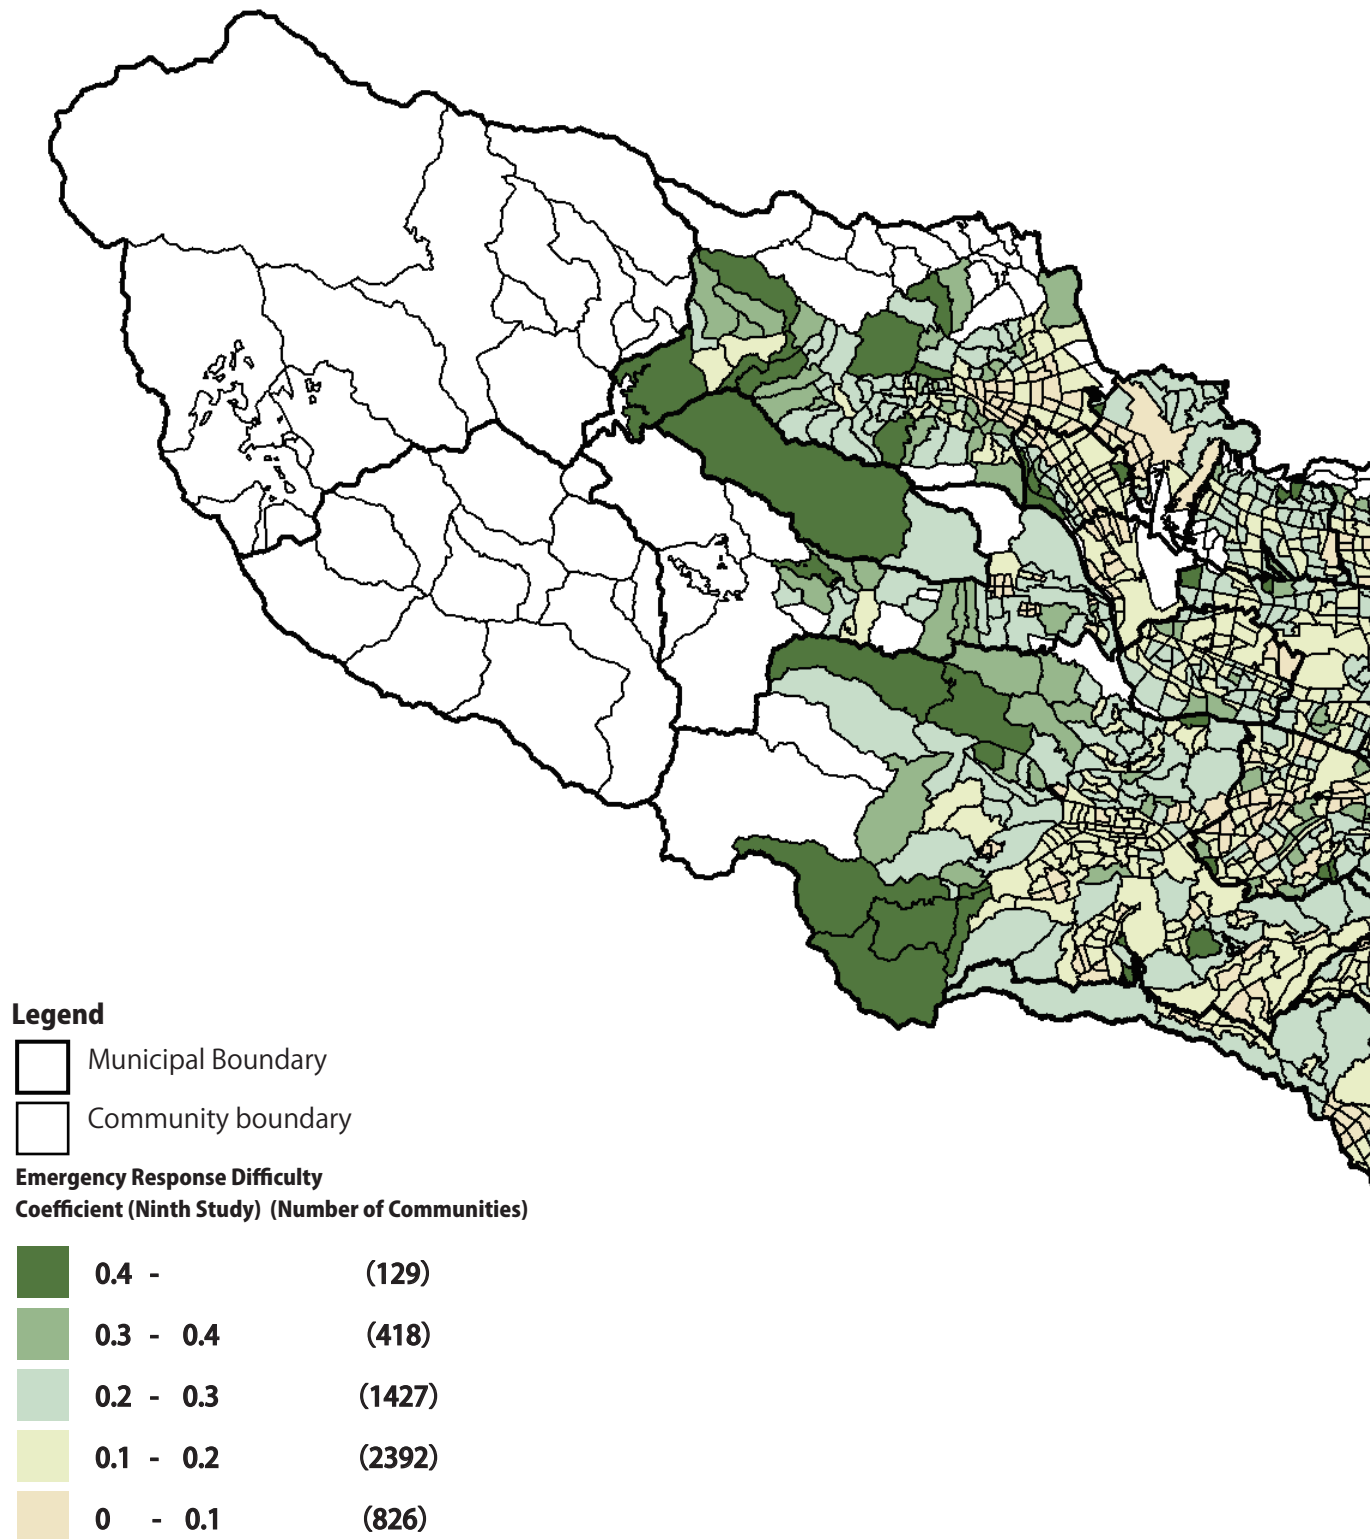 Legend
Municipal Boundary
Community boundary
Emergency Response Difficulty
Coefficient (Ninth Study) (Number of Communities)
0.4 - (129)
0.3 - 0.4 (418)
0.2 - 0.3 (1427)
0.1 - 0.2 (2392)
0 - 0.1 (826)